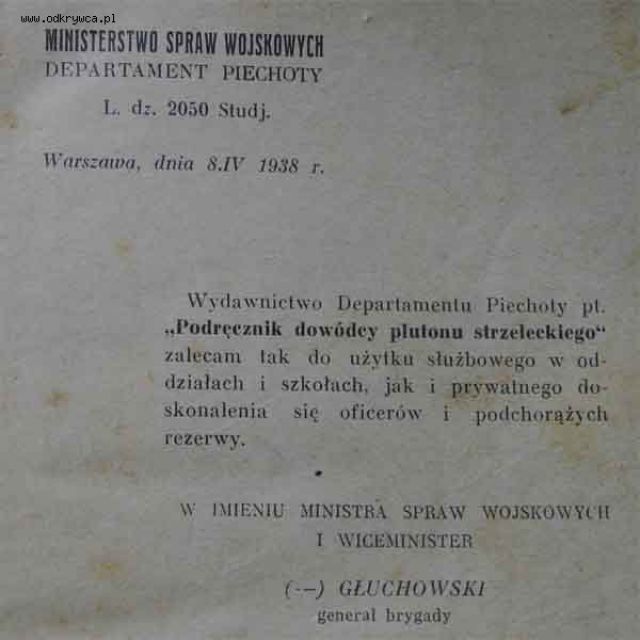 www.odkrywca.pl
MINISTERSTWO SPRAW WOJSKOWYCH
DEPARTAMENT PIECHOTY
L. dz. 2050 Studj.
Warszawa, dnia 8.IV 1938 r.
Wydawnictwo Departamentu Piechoty pt.
„Podręcznik dowódcy plutonu strzeleckiego“
zalecam tak do użytku służbowego w od-
działach i szkołach, jak i prywatnego do-
skonalenia się oficerów i podchorążych
rezerwy.
W IMIENIU MINISTRA SPRAW WOJSKOWYCH
I WICEMINISTER
(-—) GŁUCHOWSKI
generał brygady